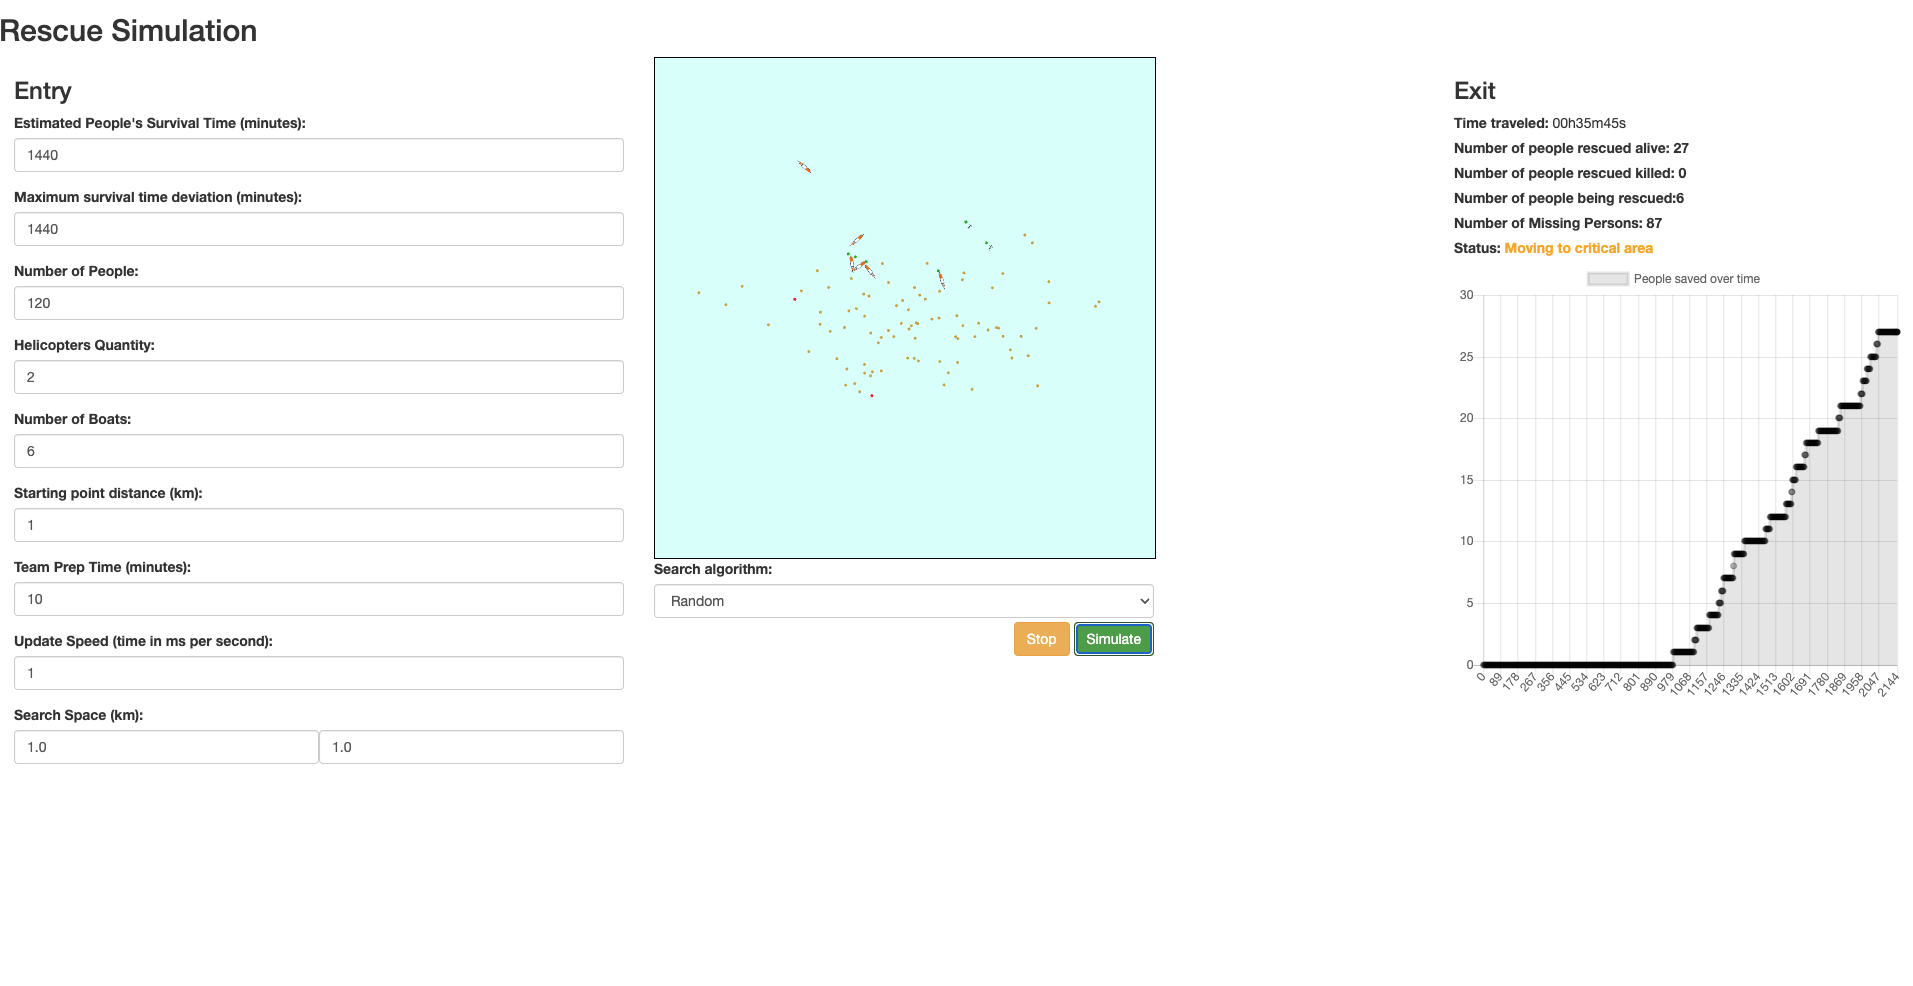 Rescue Simulation
Entry
Estimated People's Survival Time (minutes):
1440
Maximum survival time deviation (minutes):
1440
Number of People:
120
Helicopters Quantity:
2
Number of Boats:
6
Starting point distance (km):
1
Team Prep Time (minutes):
10
Update Speed (time in ms per second):
1
Search Space (km):
1.0 1.0
Search algorithm:
Random
Stop Simulate
Exit
Time traveled: 00h35m45s
Number of people rescued alive: 27
Number of people rescued killed: 0
Number of people being rescued:6
Number of Missing Persons: 87
Status: Moving to critical area
People saved over time
30
25
20
15
10
5
0
0 89 178 267 356 445 534 623 712 801 890 979 1068 1157 1246 1335 1424 1513 1602 1691 1780 1869 1958 2047 2144